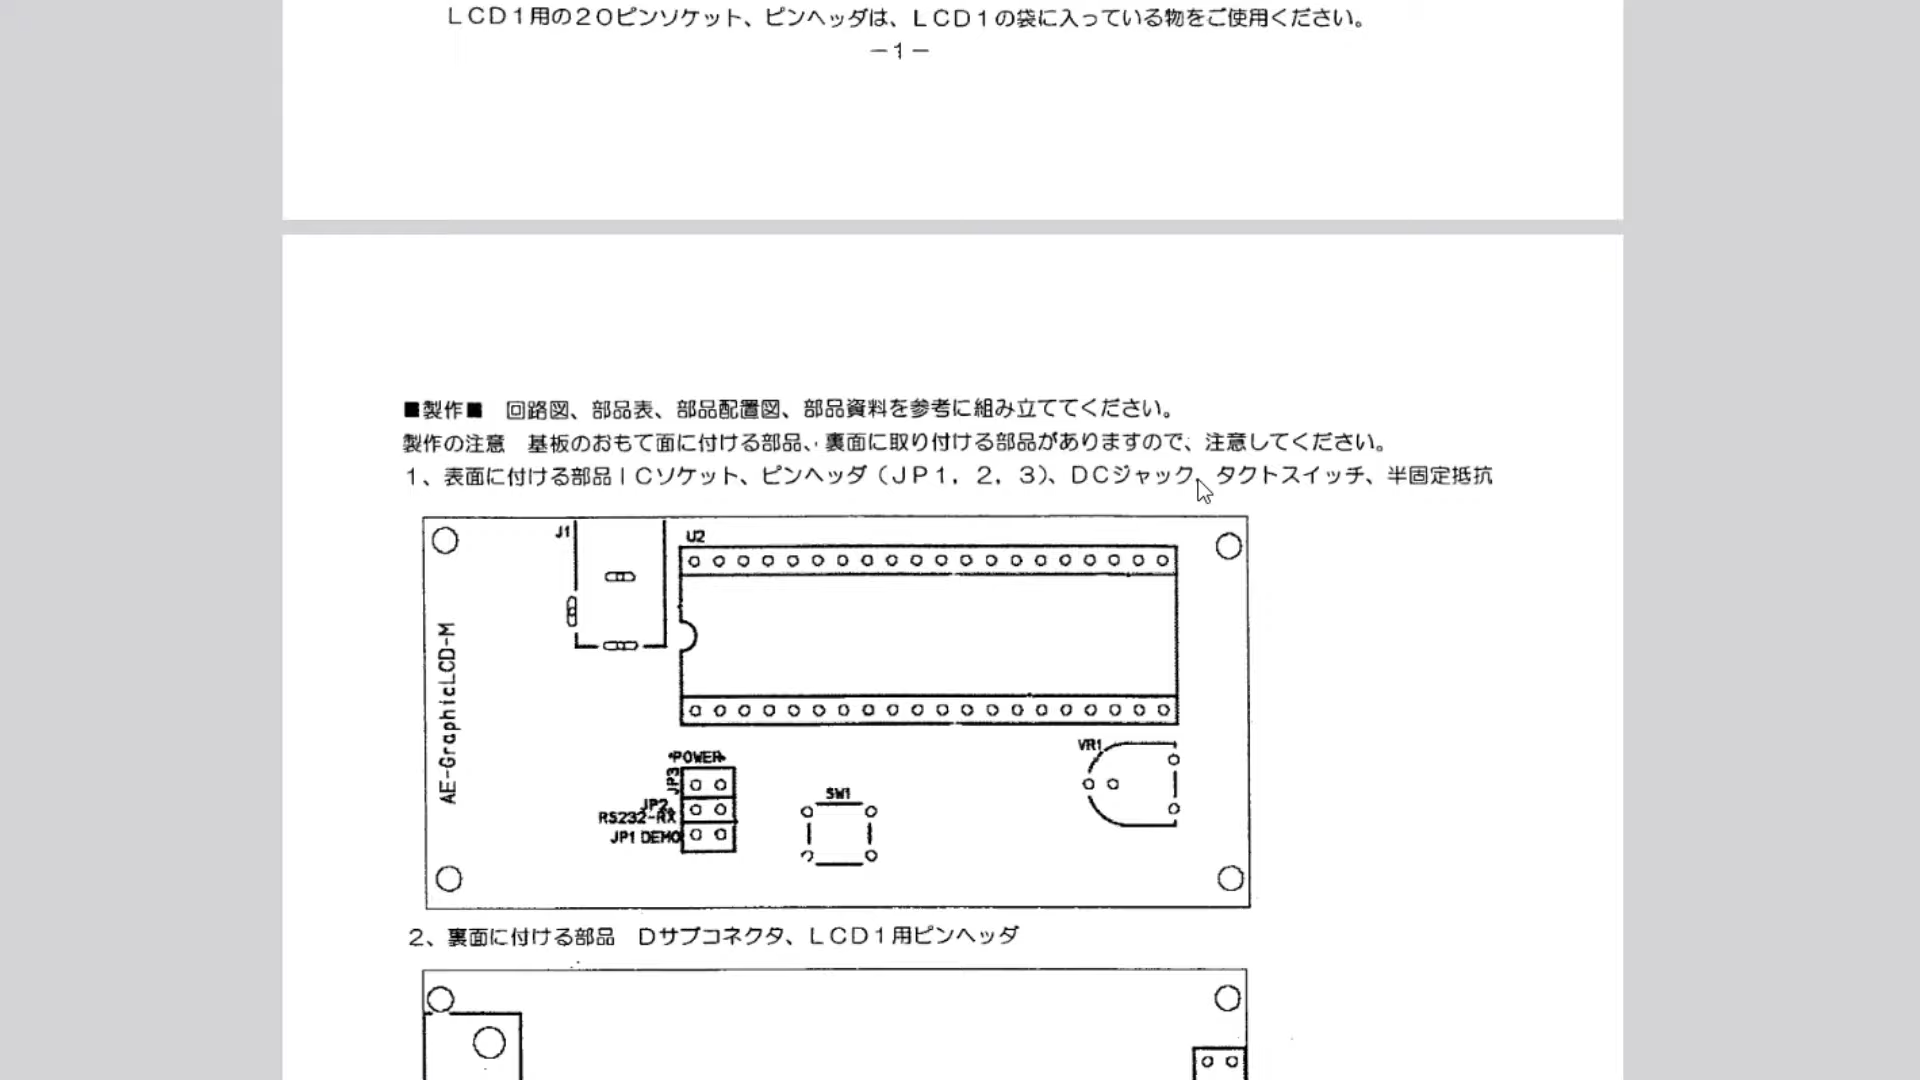 LCD1用の20ピンソケット、ピンヘッダは、LCD1の袋に入っている物をご使用ください。
－1－
■製作■　回路図、部品表、部品配置図、部品資料を参考に組み立ててください。
製作の注意　基板のおもて面に付ける部品、裏面に取り付ける部品がありますので、注意してください。
1、表面に付ける部品ICソケット、ピンヘッダ（JP1，2，3）、DCジャック、タクトスイッチ、半固定抵抗
J1
U2
AE-GraphicLCD-M
POWER
JP3
JP2
RS232-RX
JP1 DEMO
SW1
VR1
2、裏面に付ける部品　Dサブコネクタ、LCD1用ピンヘッダ